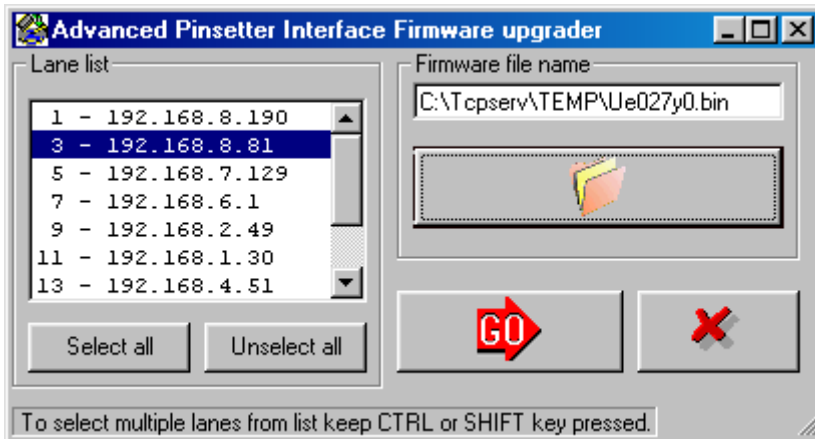 Advanced Pinsetter Interface Firmware upgrader
Lane list
1 - 192.168.8.190
3 - 192.168.8.81
5 - 192.168.7.129
7 - 192.168.6.1
9 - 192.168.2.49
11 - 192.168.1.30
13 - 192.168.4.51
Select all
Unselect all
Firmware file name
C:\Tcpserv\TEMP\Ue027y0.bin
GO
To select multiple lanes from list keep CTRL or SHIFT key pressed.